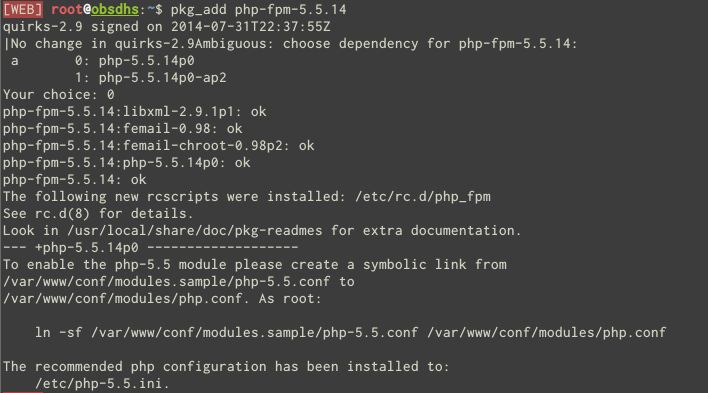 [WEB] root@obsdhs:~$ pkg_add php-fpm-5.5.14
quirks-2.9 signed on 2014-07-31T22:37:55Z
|No change in quirks-2.9Ambiguous: choose dependency for php-fpm-5.5.14:
 a       0: php-5.5.14p0
         1: php-5.5.14p0-ap2
Your choice: 0
php-fpm-5.5.14:libxml-2.9.1p1: ok
php-fpm-5.5.14:femail-0.98: ok
php-fpm-5.5.14:femail-chroot-0.98p2: ok
php-fpm-5.5.14:php-5.5.14p0: ok
php-fpm-5.5.14: ok
The following new rcscripts were installed: /etc/rc.d/php_fpm
See rc.d(8) for details.
Look in /usr/local/share/doc/pkg-readmes for extra documentation.
--- +php-5.5.14p0 -------------------
To enable the php-5.5 module please create a symbolic link from
/var/www/conf/modules.sample/php-5.5.conf to
/var/www/conf/modules/php.conf. As root:
    ln -sf /var/www/conf/modules.sample/php-5.5.conf /var/www/conf/modules/php.conf
The recommended php configuration has been installed to:
    /etc/php-5.5.ini.